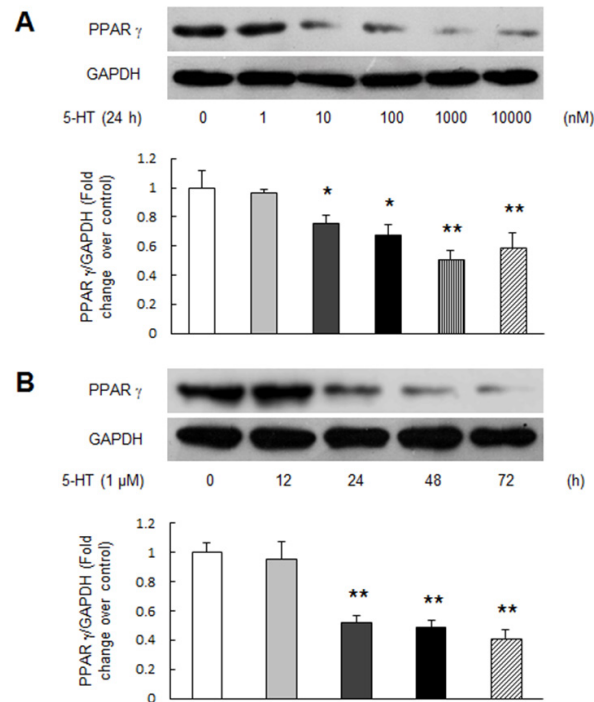 A
PPAR γ
GAPDH
5-HT (24 h) 0 1 10 100 1000 10000 (nM)
PPAR γ/GAPDH (Fold
change over control)
1.2
1
0.8
0.6
0.4
0.2
0
* * ** **
B
PPAR γ
GAPDH
5-HT (1 µM) 0 12 24 48 72 (h)
PPAR γ/GAPDH (Fold
change over control)
1.2
1
0.8
0.6
0.4
0.2
0
** ** **